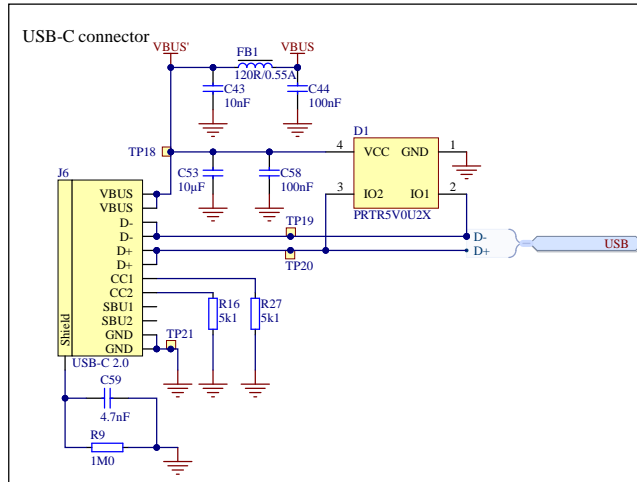 USB-C connector
VBUS'
FB1
VBUS
120R/0.55A
C43
10nF
C44
100nF
D1
TP18
4
VCC
GND
1
C53
10µF
C58
100nF
3
IO2
IO1
2
PRTR5V0U2X
J6
VBUS
VBUS
D-
D-
D+
D+
CC1
CC2
SBU1
SBU2
GND
GND
Shield
USB-C 2.0
TP19
TP20
D-
D+
USB
R16
5k1
R27
5k1
TP21
C59
4.7nF
R9
1M0